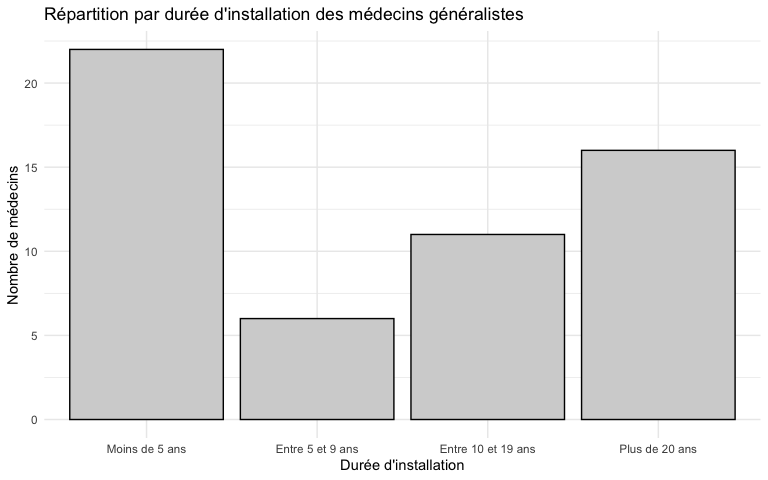 Répartition par durée d'installation des médecins généralistes
Nombre de médecins
20
15
10
5
0
Moins de 5 ans
Entre 5 et 9 ans
Entre 10 et 19 ans
Plus de 20 ans
Durée d'installation